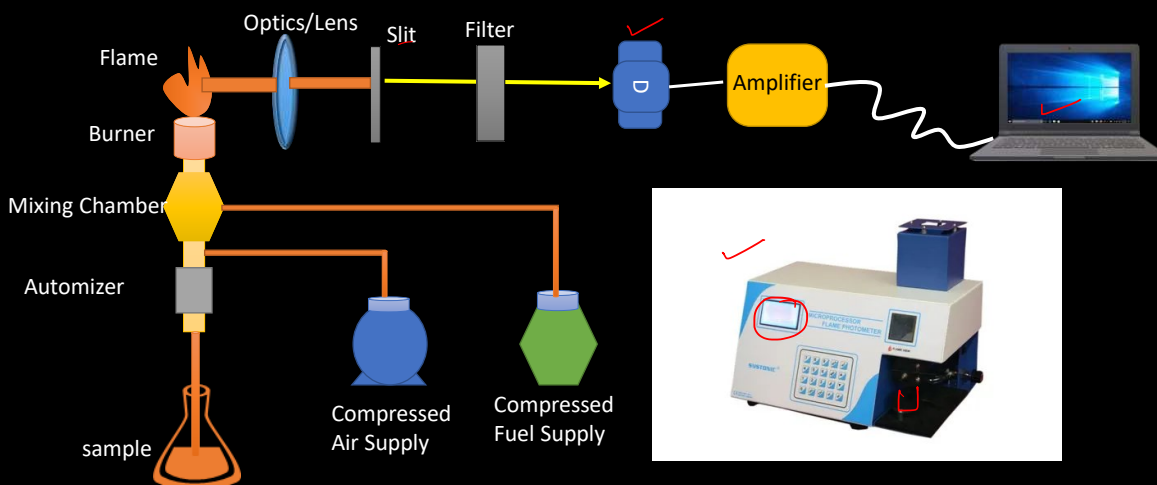 Optics/Lens
Slit
Filter
Flame
D
Amplifier
Burner
Mixing Chamber
Automizer
MICROPROCESSOR
FLAME PHOTOMETER
Compressed
Air Supply
Compressed
Fuel Supply
sample